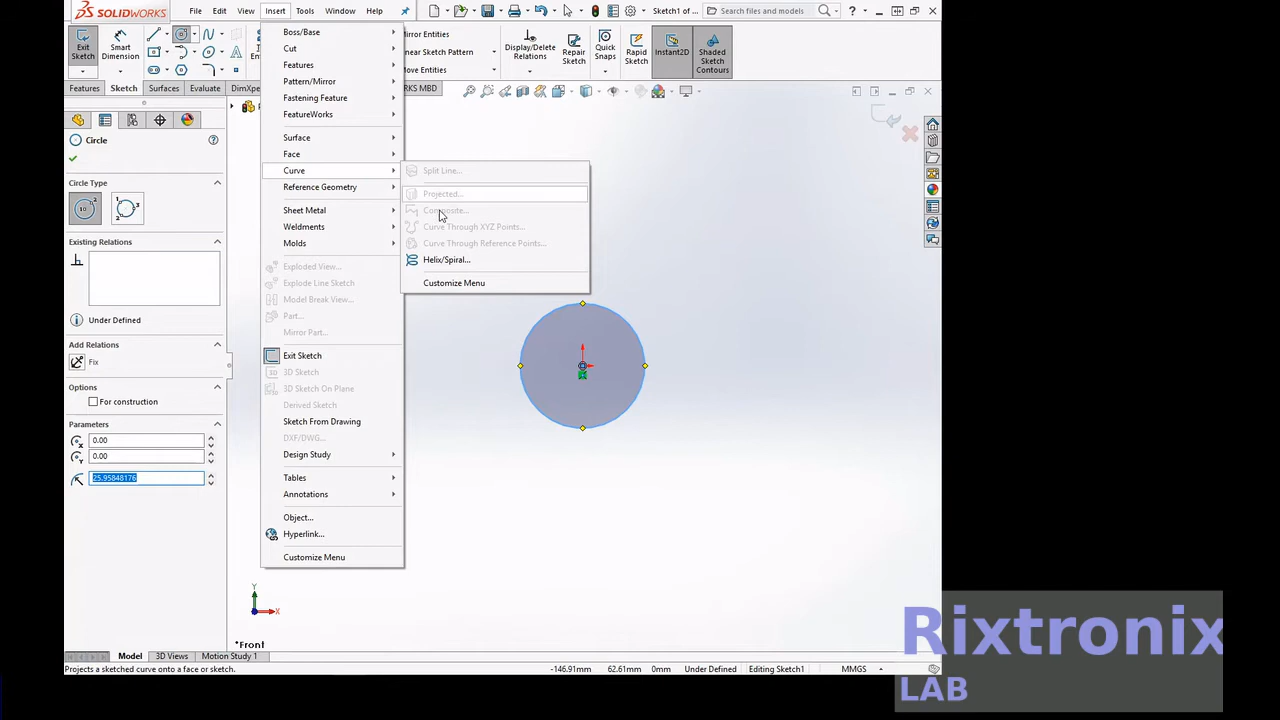 SOLIDWORKS
File Edit View Insert Tools Window Help
Sketch1 of ...
Search files and models
Exit Sketch
Smart Dimension
Mirror Entities
Linear Sketch Pattern
Move Entities
Display/Delete Relations
Repair Sketch
Quick Snaps
Rapid Sketch
Instant2D
Shaded Sketch Contours
Features Sketch Surfaces Evaluate DimXpe RKS MBD
Circle
Circle Type
Existing Relations
Under Defined
Add Relations
Fix
Options
For construction
Parameters
0.00
0.00
25.95848176
Boss/Base
Cut
Features
Pattern/Mirror
Fastening Feature
FeatureWorks
Surface
Face
Curve
Reference Geometry
Sheet Metal
Weldments
Molds
Exploded View...
Explode Line Sketch
Model Break View...
Part...
Mirror Part...
Exit Sketch
3D Sketch
3D Sketch On Plane
Derived Sketch
Sketch From Drawing
DXF/DWG...
Design Study
Tables
Annotations
Object...
Hyperlink...
Customize Menu
Split Line...
Projected...
Composite...
Curve Through XYZ Points...
Curve Through Reference Points...
Helix/Spiral...
Customize Menu
Y
X
*Front
Model 3D Views Motion Study 1
Projects a sketched curve onto a face or sketch.
-146.91mm 62.61mm 0mm Under Defined Editing Sketch1 MMGS
Rixtronix
LAB